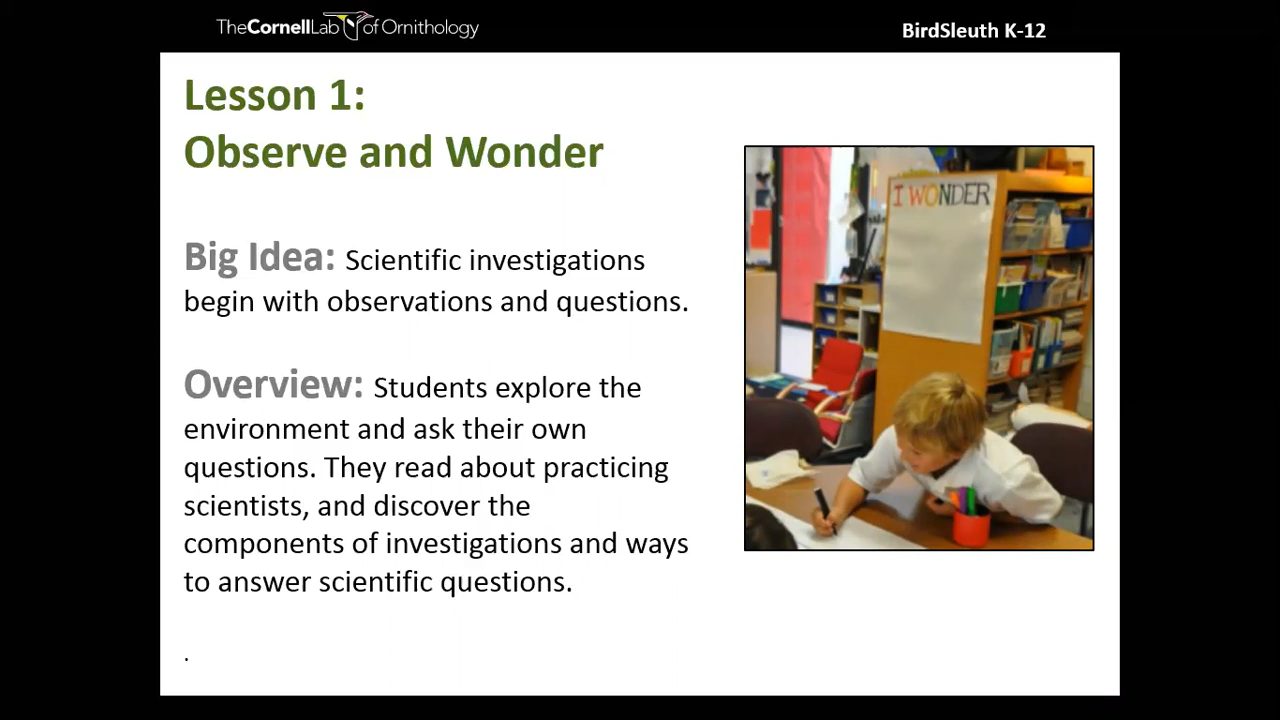 TheCornellLab of Ornithology
BirdSleuth K-12
Lesson 1:
Observe and Wonder
Big Idea: Scientific investigations
begin with observations and questions.
Overview: Students explore the
environment and ask their own
questions. They read about practicing
scientists, and discover the
components of investigations and ways
to answer scientific questions.
.
I WONDER